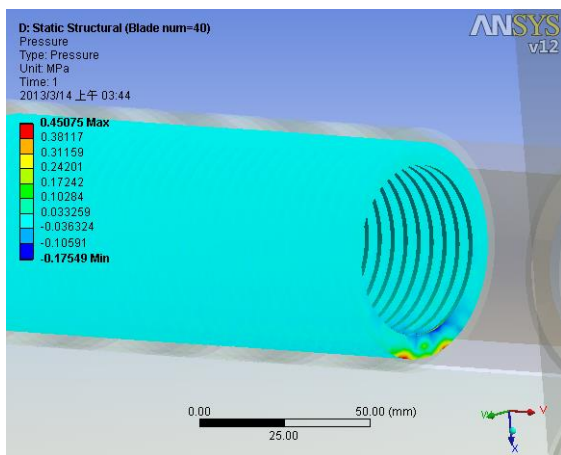 D: Static Structural (Blade num=40)
Pressure
Type: Pressure
Unit: MPa
Time: 1
2013/3/14 上午 03:44
0.45075 Max
0.38117
0.31159
0.24201
0.17242
0.10284
0.033259
-0.036324
-0.10591
-0.17549 Min
ANSYS
v12
0.00
50.00 (mm)
25.00
W
V
X